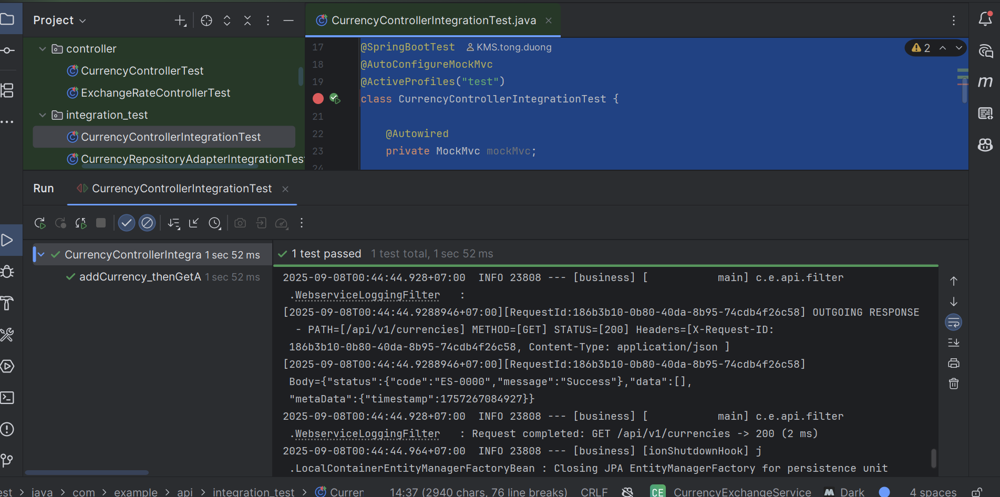 Project
CurrencyControllerIntegrationTest.java
controller
CurrencyControllerTest
ExchangeRateControllerTest
integration_test
CurrencyControllerIntegrationTest
CurrencyRepositoryAdapterIntegrationTest
17 @SpringBootTest KMS.tong.duong
18 @AutoConfigureMockMvc
19 @ActiveProfiles("test")
class CurrencyControllerIntegrationTest {
21
22 @Autowired
23 private MockMvc mockMvc;
24
2
Run
CurrencyControllerIntegrationTest
CurrencyControllerIntegra 1 sec 52 ms
addCurrency_thenGetA 1 sec 52 ms
1 test passed 1 test total, 1 sec 52 ms
2025-09-08T00:44:44.928+07:00 INFO 23808 --- [business] [ main] c.e.api.filter
.WebserviceLoggingFilter :
[2025-09-08T00:44:44.9288946+07:00][RequestId:186b3b10-0b80-40da-8b95-74cdb4f26c58] OUTGOING RESPONSE
- PATH=[/api/v1/currencies] METHOD=[GET] STATUS=[200] Headers=[X-Request-ID:
186b3b10-0b80-40da-8b95-74cdb4f26c58, Content-Type: application/json ]
[2025-09-08T00:44:44.9288946+07:00][RequestId:186b3b10-0b80-40da-8b95-74cdb4f26c58]
Body={"status":{"code":"ES-0000","message":"Success"},"data":[],
"metaData":{"timestamp":1757267084927}}
2025-09-08T00:44:44.928+07:00 INFO 23808 --- [business] [ main] c.e.api.filter
.WebserviceLoggingFilter : Request completed: GET /api/v1/currencies -> 200 (2 ms)
2025-09-08T00:44:44.964+07:00 INFO 23808 --- [business] [ionShutdownHook] j
.LocalContainerEntityManagerFactoryBean : Closing JPA EntityManagerFactory for persistence unit
est > java > com > example > api > integration_test > Curren
14:37 (2940 chars, 76 line breaks) CRLF CE CurrencyExchangeService Dark 4 spaces